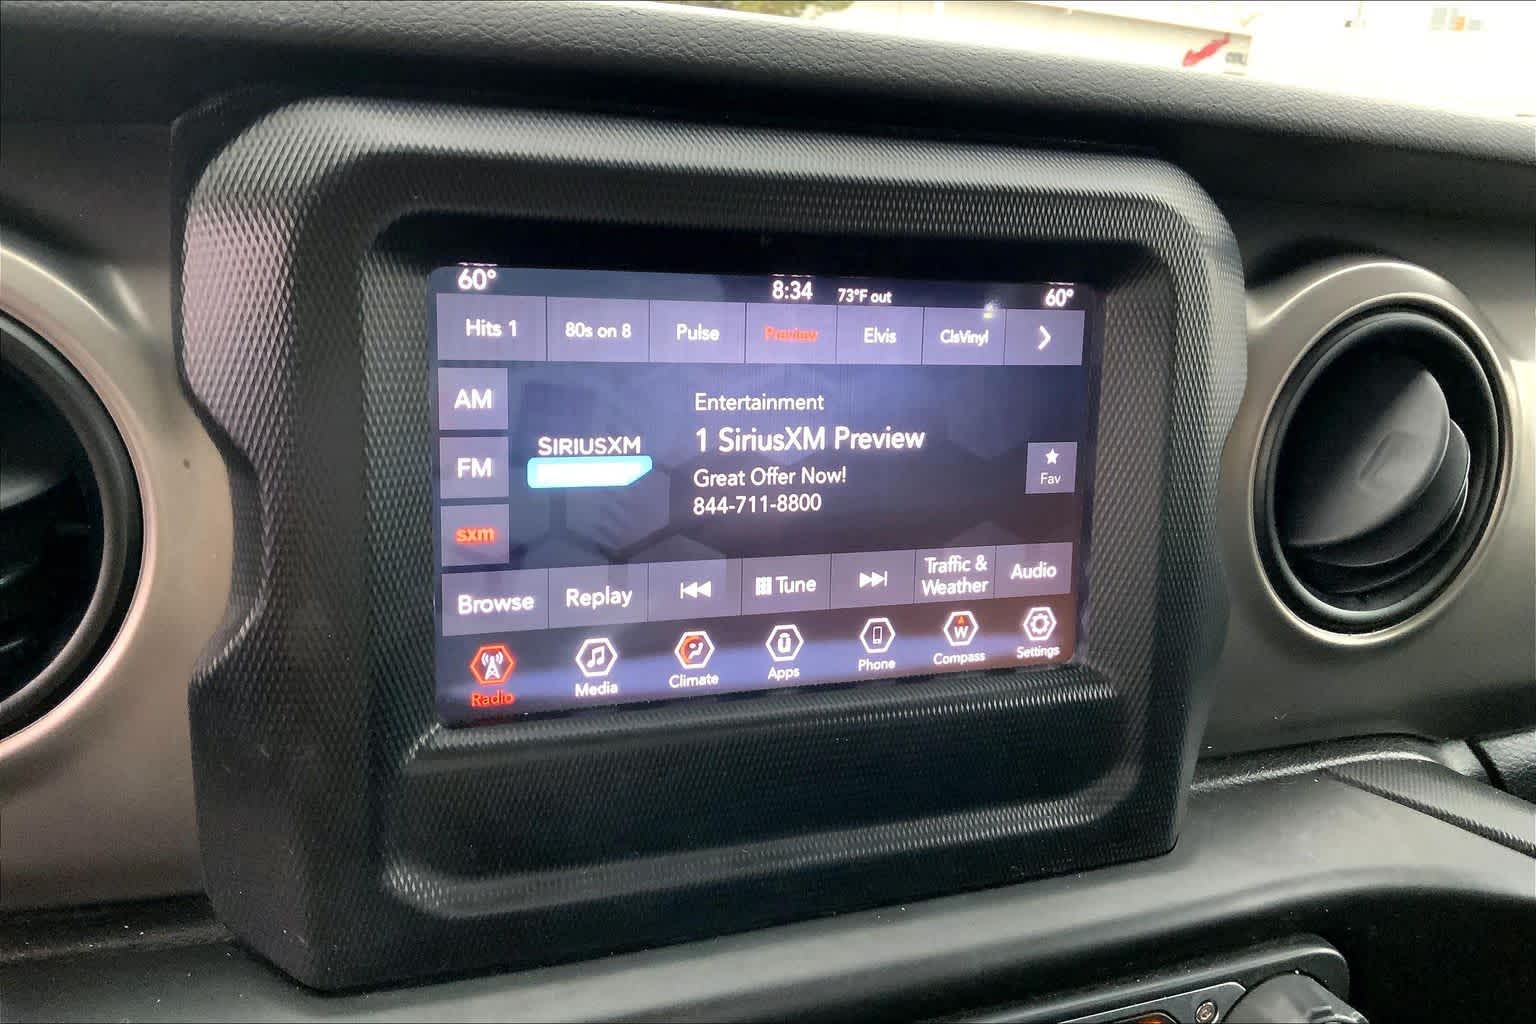 60° 8:34 73°F out 60°
Hits 1 80s on 8 Pulse Preview Elvis ClsVinyl
AM
FM
sxm
SIRIUSXM
Entertainment
1 SiriusXM Preview
Great Offer Now!
844-711-8800
Fav
Browse Replay Tune Traffic & Weather Audio
Radio Media Climate Apps Phone W Compass Settings